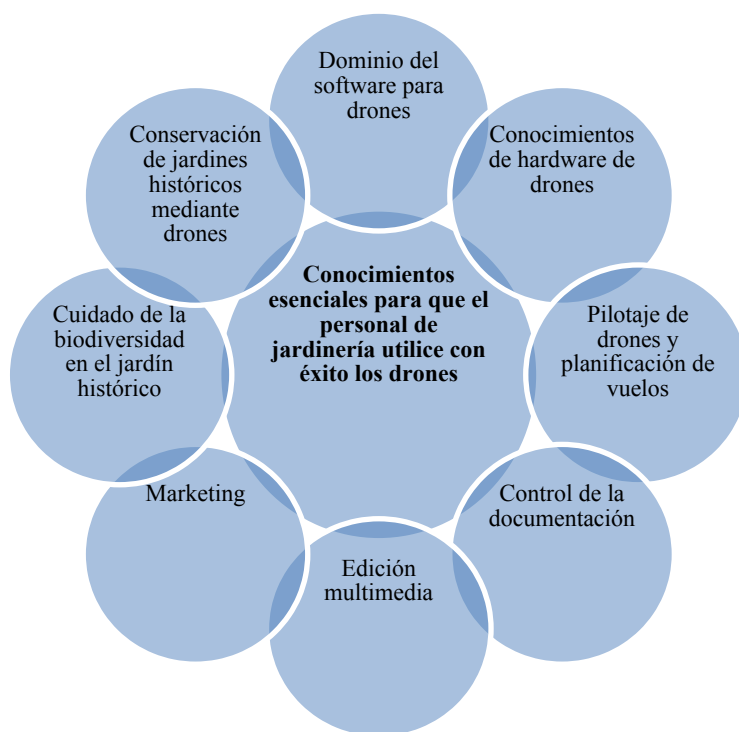 Dominio del
software para
drones
Conocimientos
de hardware de
drones
Pilotaje de
drones y
planificación de
vuelos
Control de la
documentación
Edición
multimedia
Marketing
Cuidado de la
biodiversidad
en el jardín
histórico
Conservación
de jardines
históricos
mediante
drones
Conocimientos
esenciales para que el
personal de
jardinería utilice con
éxito los drones